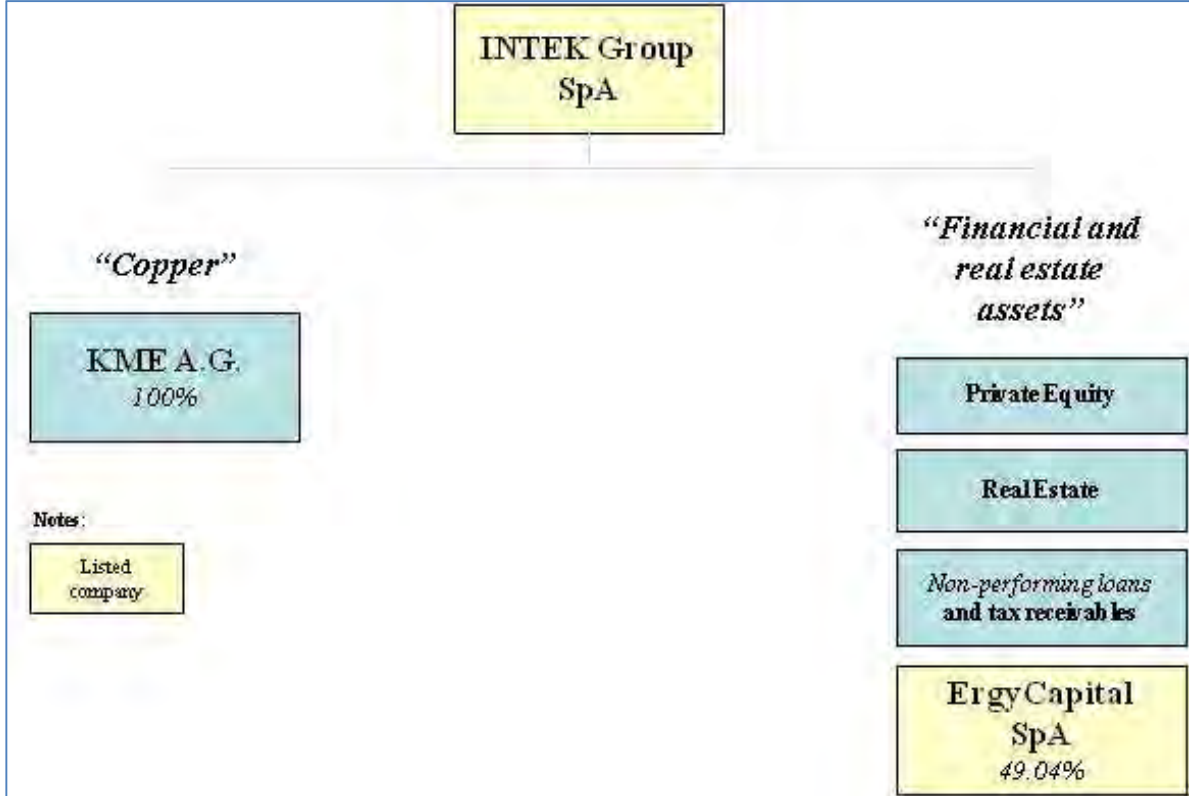 INTEK Group
SpA
“Copper”
KME A.G.
100%
Notes:
Listed
company
“Financial and
real estate
assets”
Private Equity
Real Estate
Non-performing loans
and tax receivables
ErgyCapital
SpA
49.04%